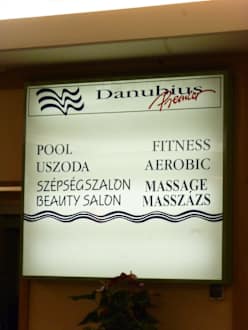 Danubius
Premier
POOL FITNESS
USZODA AEROBIC
SZÉPSÉGSZALON MASSAGE
BEAUTY SALON MASSZÁZS